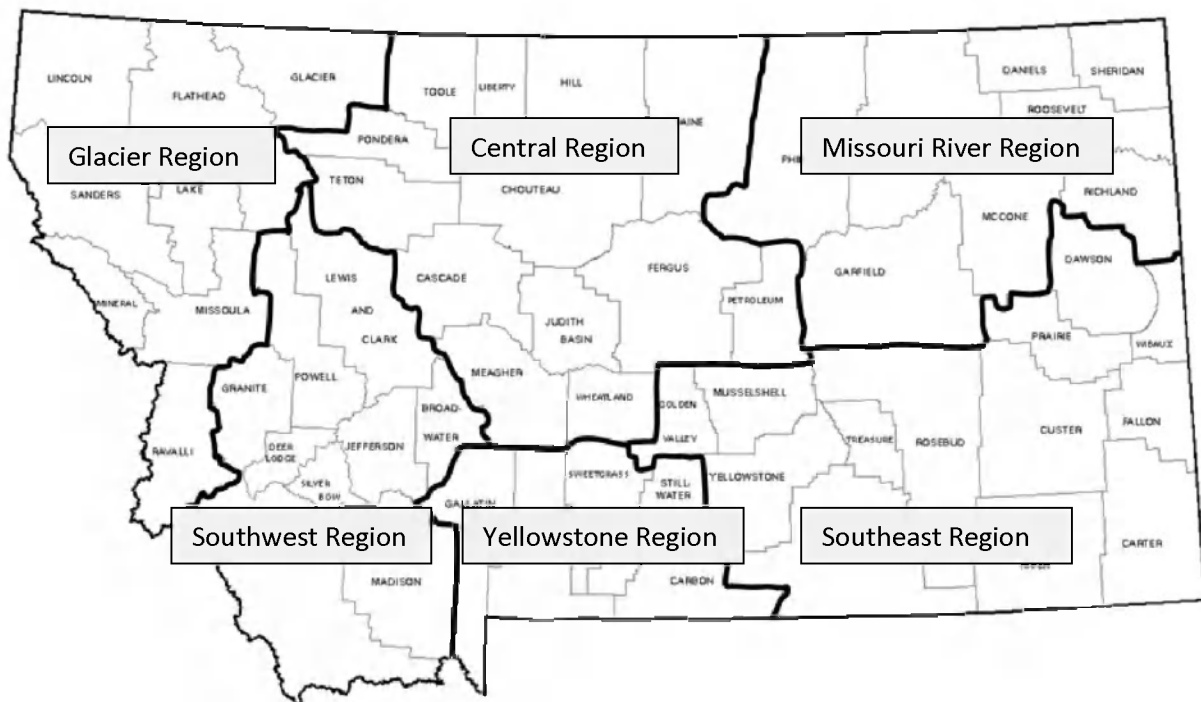 LINCOLN
FLATHEAD
GLACIER
TOOLE
LIBERTY
HILL
DANIELS
SHERIDAN
ROOSEVELT
PONDERA
Glacier Region
Central Region
Missouri River Region
SANDERS
LAKE
TETON
CHOUTEAU
RICHLAND
MCCONE
LEWIS
AND
CLARK
CASCADE
FERGUS
GARFIELD
DAWSON
MINERAL
MISSOULA
JUDITH
BASIN
PETROLEUM
PRAIRIE
WIBAUX
GRANITE
POWELL
MEAGHER
WHEATLAND
GOLDEN
VALLEY
MUSSELSHELL
BROAD-
WATER
RAVALLI
DEER
LODGE
JEFFERSON
SILVER
BOW
TREASURE
ROSEBUD
CUSTER
FALLON
SWEETGRASS
STILL-
WATER
YELLOWSTONE
GALLATIN
Southwest Region
Yellowstone Region
Southeast Region
CARTER
MADISON
CARBON